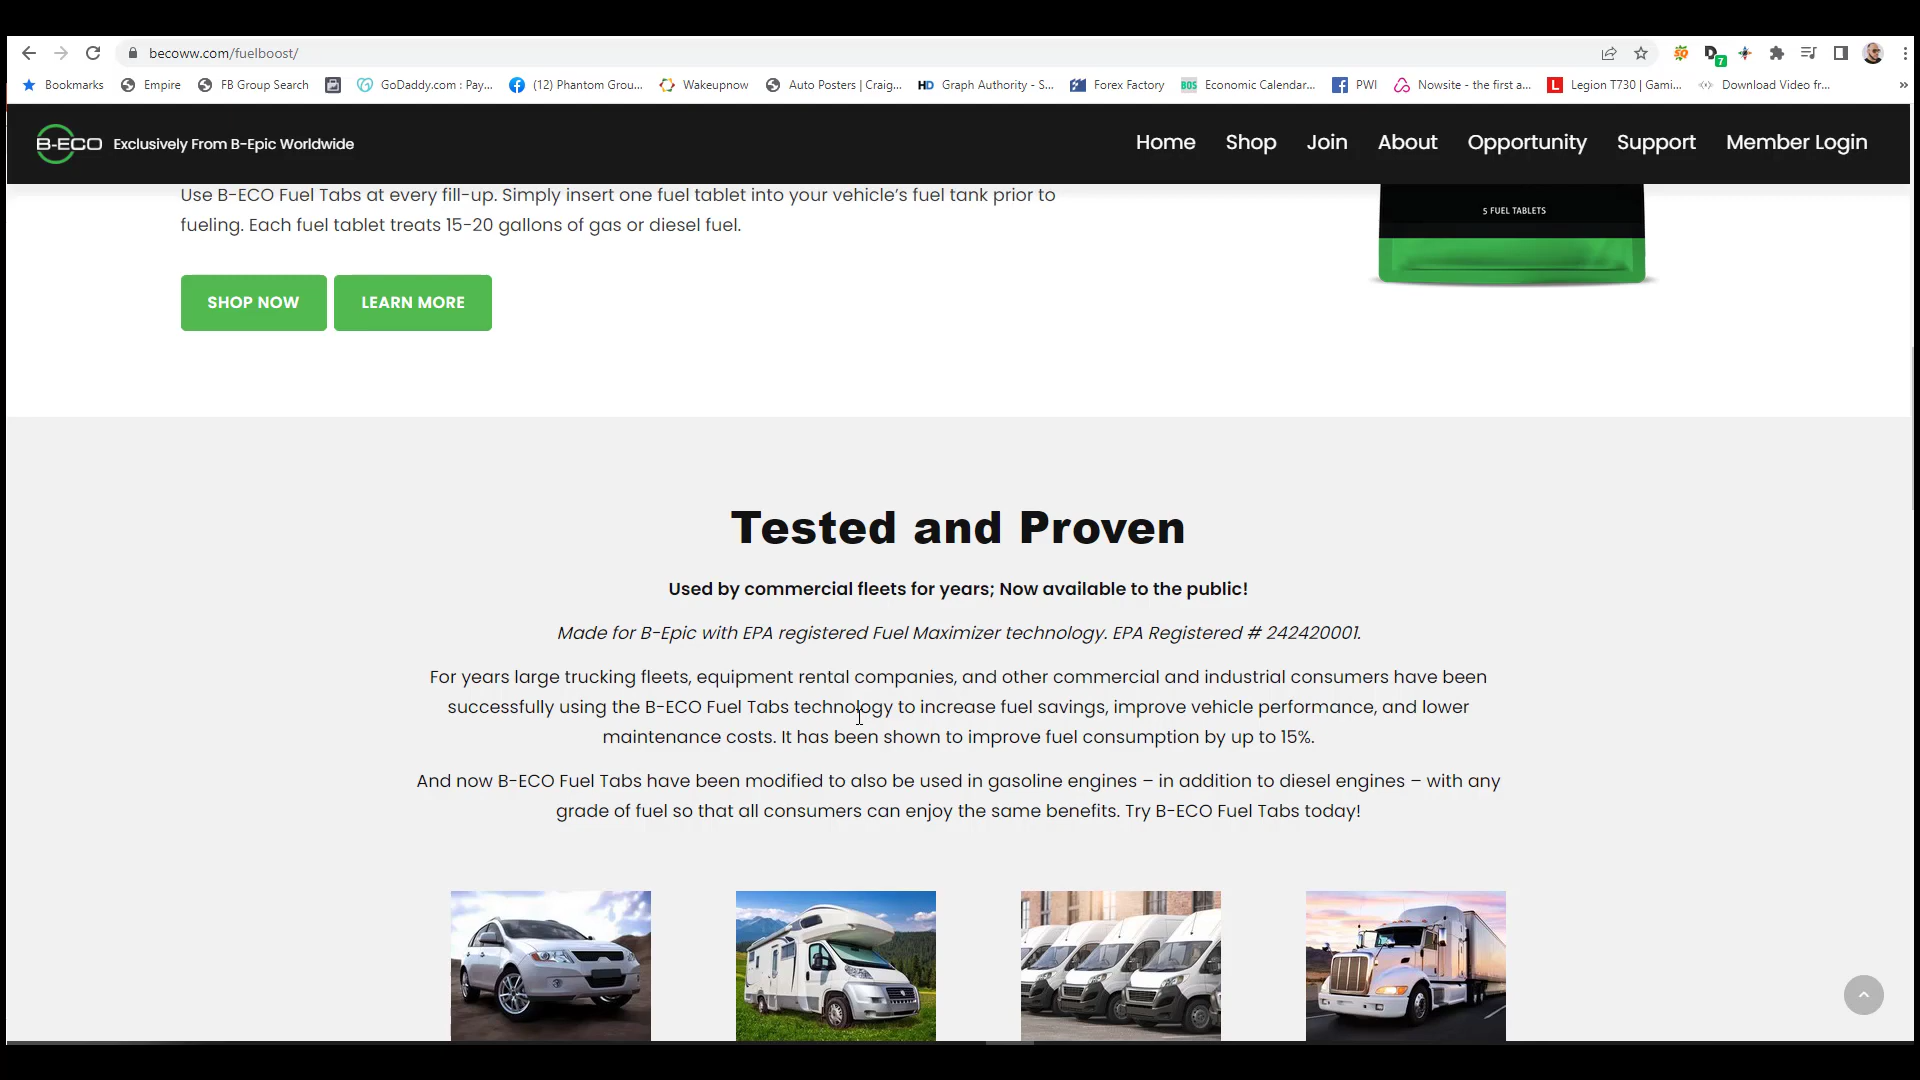 becoww.com/fuelboost/
7
Bookmarks
Empire
FB Group Search
GoDaddy.com : Pay...
(12) Phantom Grou...
Wakeupnow
Auto Posters | Craig...
HD Graph Authority - S...
Forex Factory
BOS Economic Calendar...
PWI
Nowsite - the first a...
L Legion T730 | Gami...
Download Video fr...
»
B-ECO Exclusively From B-Epic Worldwide
Home Shop Join About Opportunity Support Member Login
Use B-ECO Fuel Tabs at every fill-up. Simply insert one fuel tablet into your vehicle’s fuel tank prior to
fueling. Each fuel tablet treats 15-20 gallons of gas or diesel fuel.
5 FUEL TABLETS
SHOP NOW
LEARN MORE
Tested and Proven
Used by commercial fleets for years; Now available to the public!
Made for B-Epic with EPA registered Fuel Maximizer technology. EPA Registered # 242420001.
For years large trucking fleets, equipment rental companies, and other commercial and industrial consumers have been
successfully using the B-ECO Fuel Tabs technology to increase fuel savings, improve vehicle performance, and lower
maintenance costs. It has been shown to improve fuel consumption by up to 15%.
And now B-ECO Fuel Tabs have been modified to also be used in gasoline engines – in addition to diesel engines – with any
grade of fuel so that all consumers can enjoy the same benefits. Try B-ECO Fuel Tabs today!